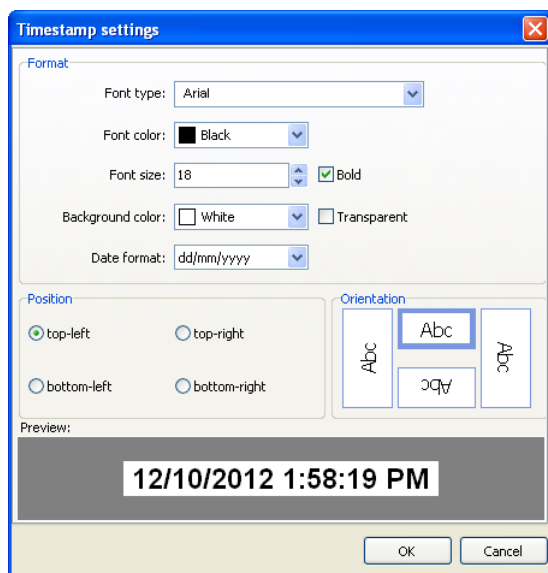 Timestamp settings
Format
Font type: Arial
Font color: Black
Font size: 18 Bold
Background color: White Transparent
Date format: dd/mm/yyyy
Position
top-left top-right
bottom-left bottom-right
Orientation
Abc
Abc
Abc
Abc
Preview:
12/10/2012 1:58:19 PM
OK Cancel